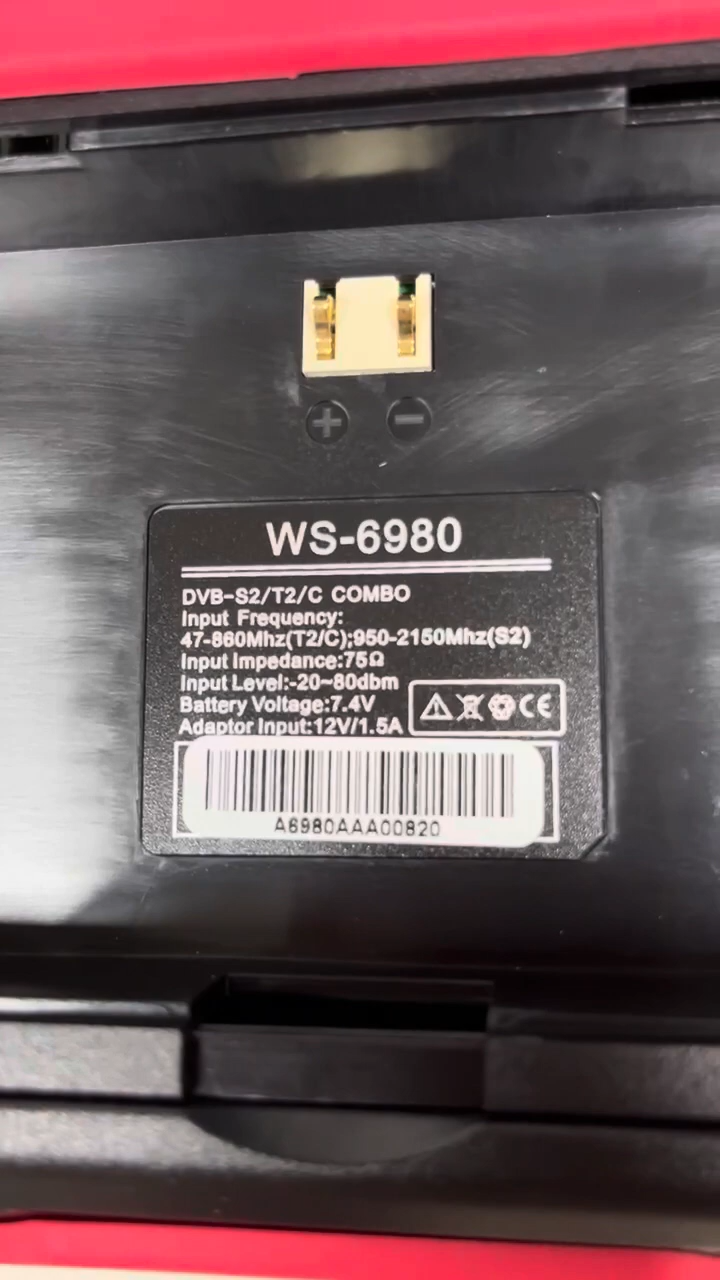 WS-6980
DVB-S2/T2/C COMBO
Input Frequency:
47-860Mhz(T2/C);950-2150Mhz(S2)
Input Impedance:75Ω
Input Level:-20~80dbm
Battery Voltage:7.4V
Adaptor Input:12V/1.5A
CE
A6980AAA00820